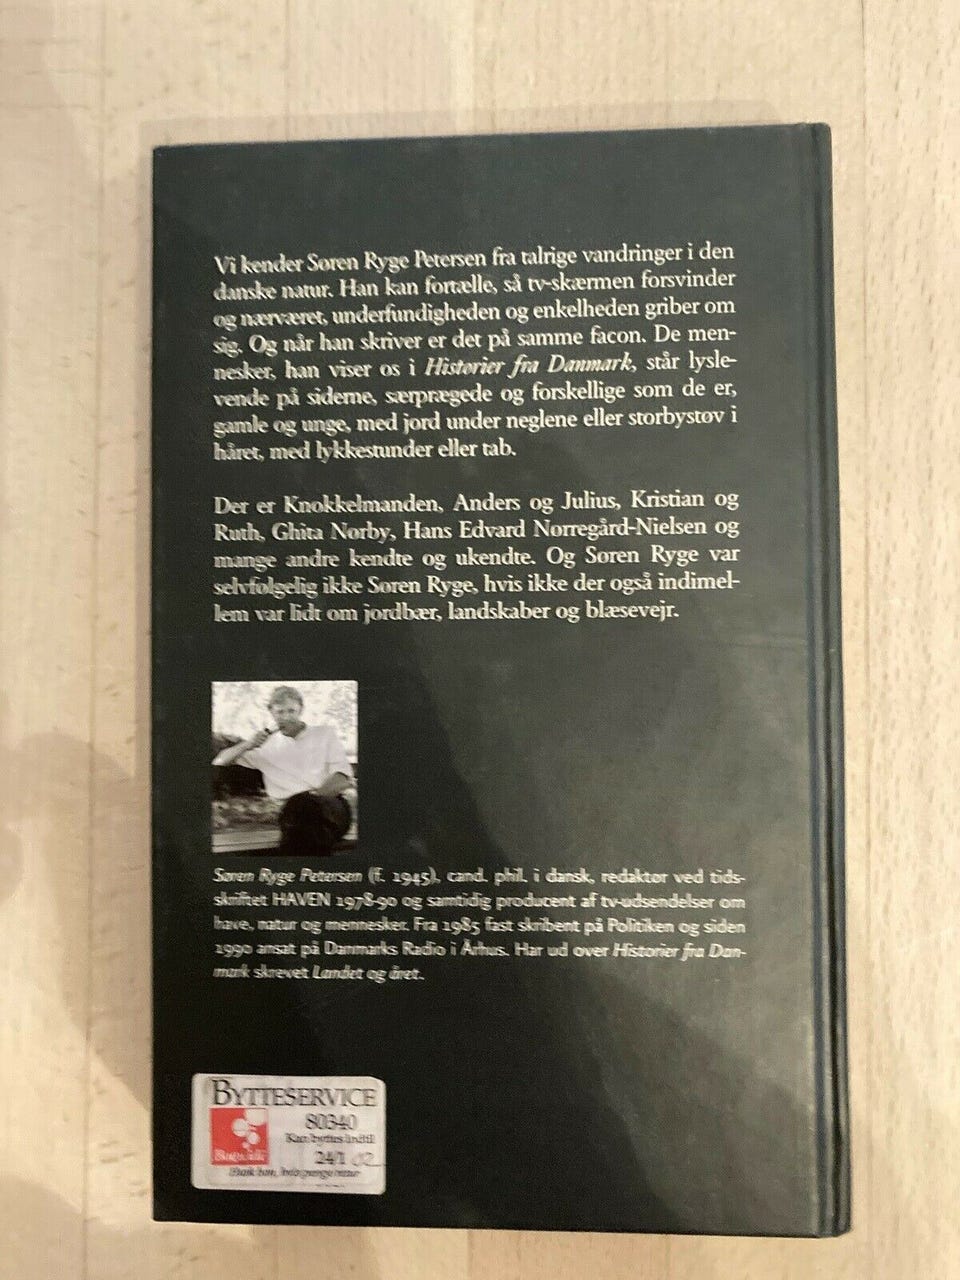 Vi kender Søren Ryge Petersen fra talrige vandringer i den
danske natur. Han kan fortælle, så tv-skærmen forsvinder
og nærværet, underfundigheden og enkelheden griber om
sig. Og når han skriver er det på samme facon. De men-
nesker, han viser os i Historier fra Danmark, står lysle-
vende på siderne, særprægede og forskellige som de er,
gamle og unge, med jord under neglene eller storbystøv i
håret, med lykkestunder eller tab.
Der er Knokkelmanden, Anders og Julius, Kristian og
Ruth, Ghita Nørby, Hans Edvard Nørregård-Nielsen og
mange andre kendte og ukendte. Og Søren Ryge var
selvfølgelig ikke Søren Ryge, hvis ikke der også indimel-
lem var lidt om jordbær, landskaber og blæsevejr.
Søren Ryge Petersen (f. 1945), cand. phil. i dansk, redaktør ved tids-
skriftet HAVEN 1978-90 og samtidig producent af tv-udsendelser om
have, natur og mennesker. Fra 1985 fast skribent på Politiken og siden
1990 ansat på Danmarks Radio i Århus. Har ud over Historier fra Dan-
mark skrevet Landet og året.
BYTTESERVICE
80340
Kan byttes indtil
24/1 02